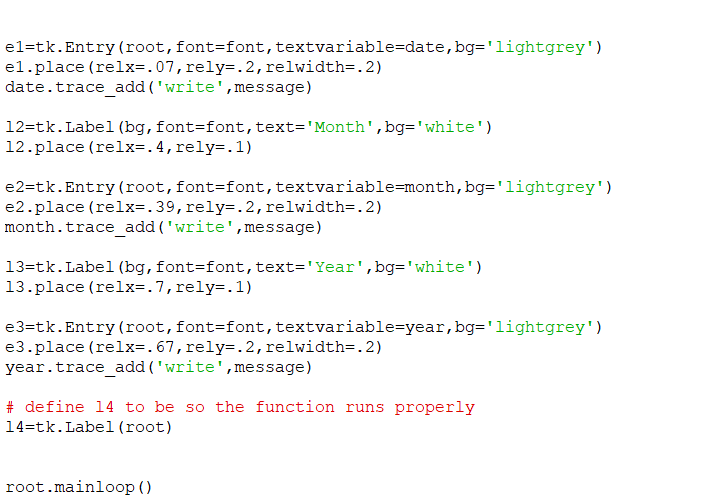 e1=tk.Entry(root,font=font,textvariable=date,bg='lightgrey')
e1.place(relx=.07,rely=.2,relwidth=.2)
date.trace_add('write',message)
l2=tk.Label(bg,font=font,text='Month',bg='white')
l2.place(relx=.4,rely=.1)
e2=tk.Entry(root,font=font,textvariable=month,bg='lightgrey')
e2.place(relx=.39,rely=.2,relwidth=.2)
month.trace_add('write',message)
l3=tk.Label(bg,font=font,text='Year',bg='white')
l3.place(relx=.7,rely=.1)
e3=tk.Entry(root,font=font,textvariable=year,bg='lightgrey')
e3.place(relx=.67,rely=.2,relwidth=.2)
year.trace_add('write',message)
# define l4 to be so the function runs properly
l4=tk.Label(root)
root.mainloop()